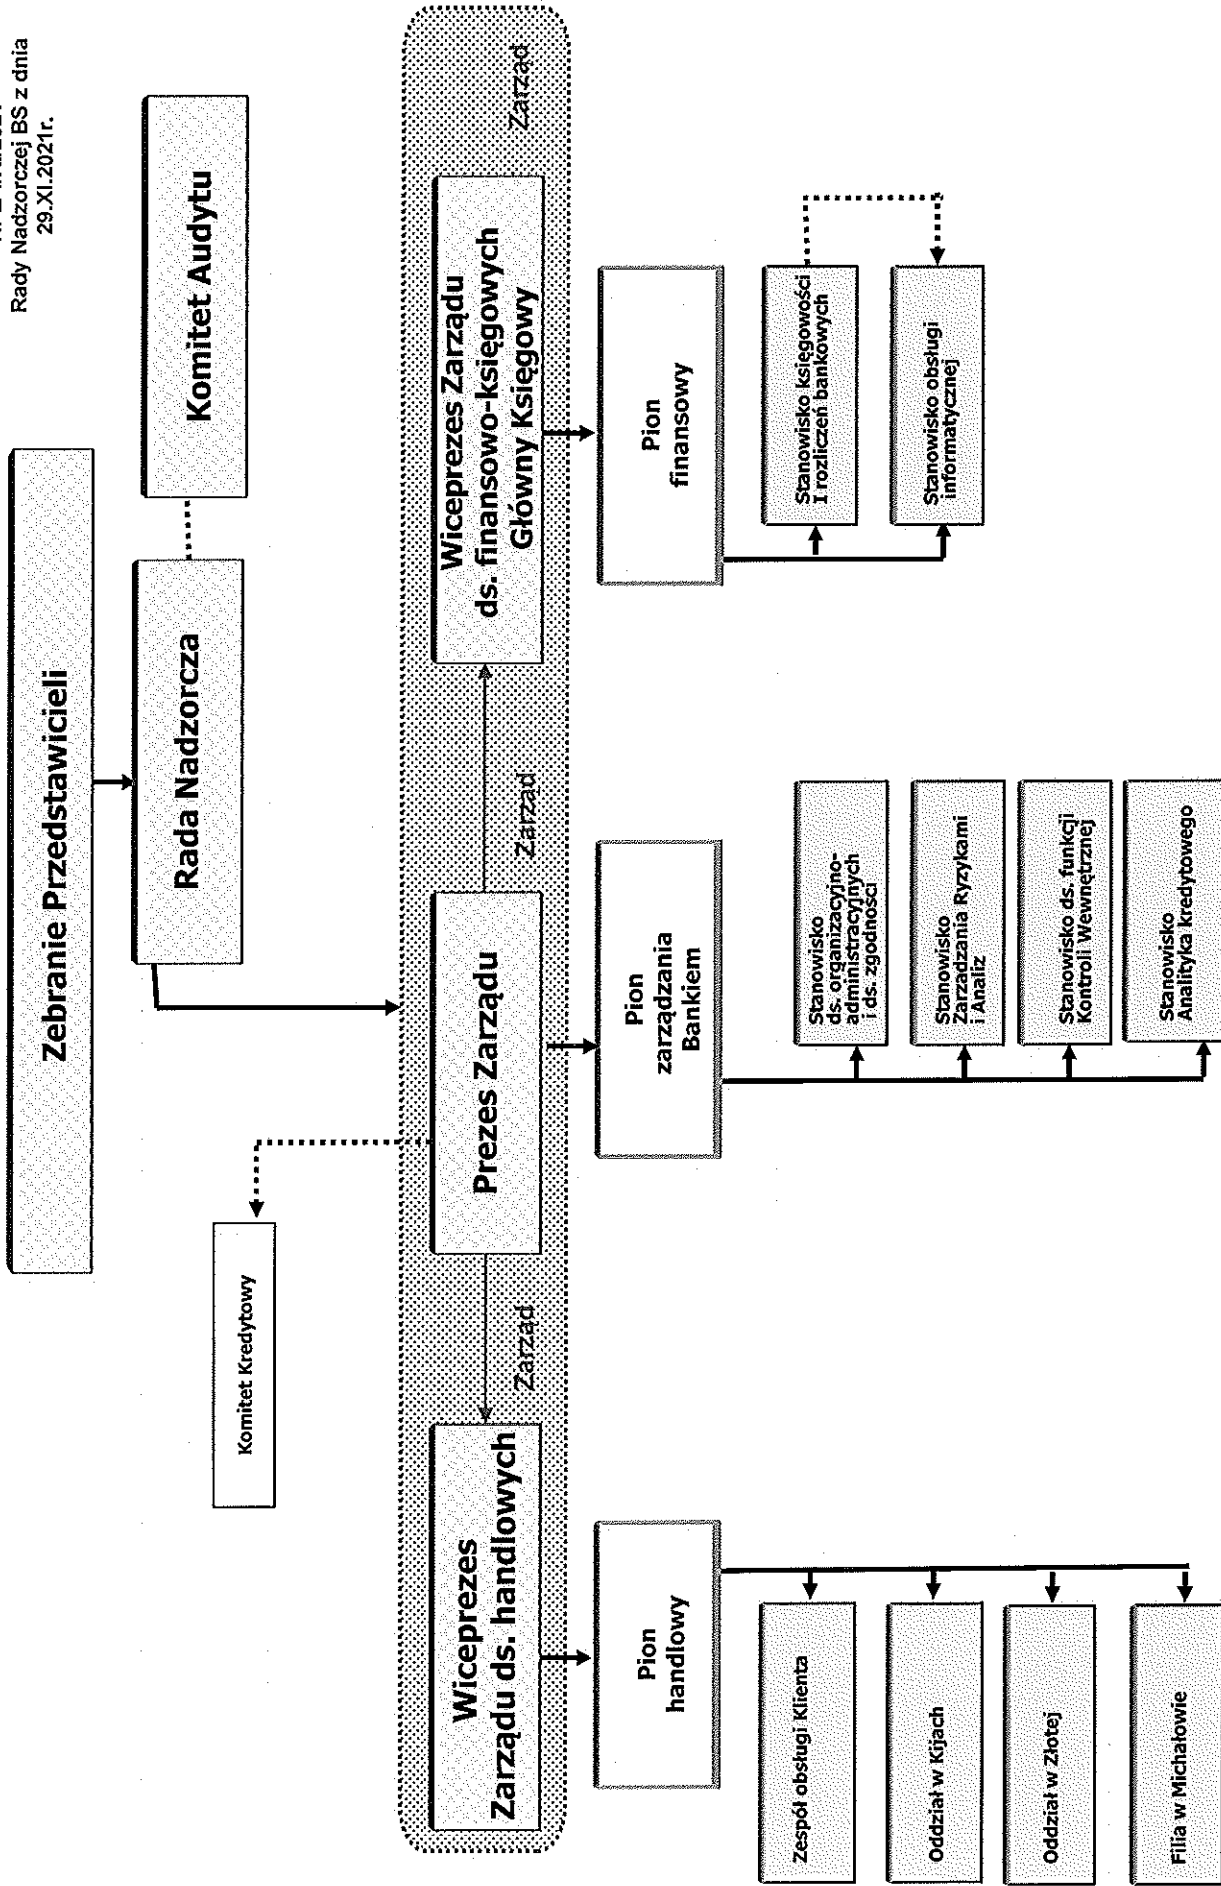 Rady Nadzorczej BS z dnia
29.XI.2021r.
Zebranie Przedstawicieli
Rada Nadzorcza
Komitet Audytu
Komitet Kredytowy
Wiceprezes
Zarządu ds. handlowych
Zarząd
Prezes Zarządu
Zarząd
Wiceprezes Zarządu
ds. finansowo-księgowych
Główny Księgowy
Zarząd
Pion
handlowy
Pion
zarządzania
Bankiem
Pion
finansowy
Zespół obsługi Klienta
Oddział w Kijach
Oddział w Złotej
Filia w Michałowie
Stanowisko
ds. organizacyjno-
administracyjnych
i ds. zgodności
Stanowisko
Zarzadzania Ryzykami
i Analiz
Stanowisko ds. funkcji
Kontroli Wewnętrznej
Stanowisko
Analityka kredytowego
Stanowisko księgowości
I rozliczeń bankowych
Stanowisko obsługi
informatycznej